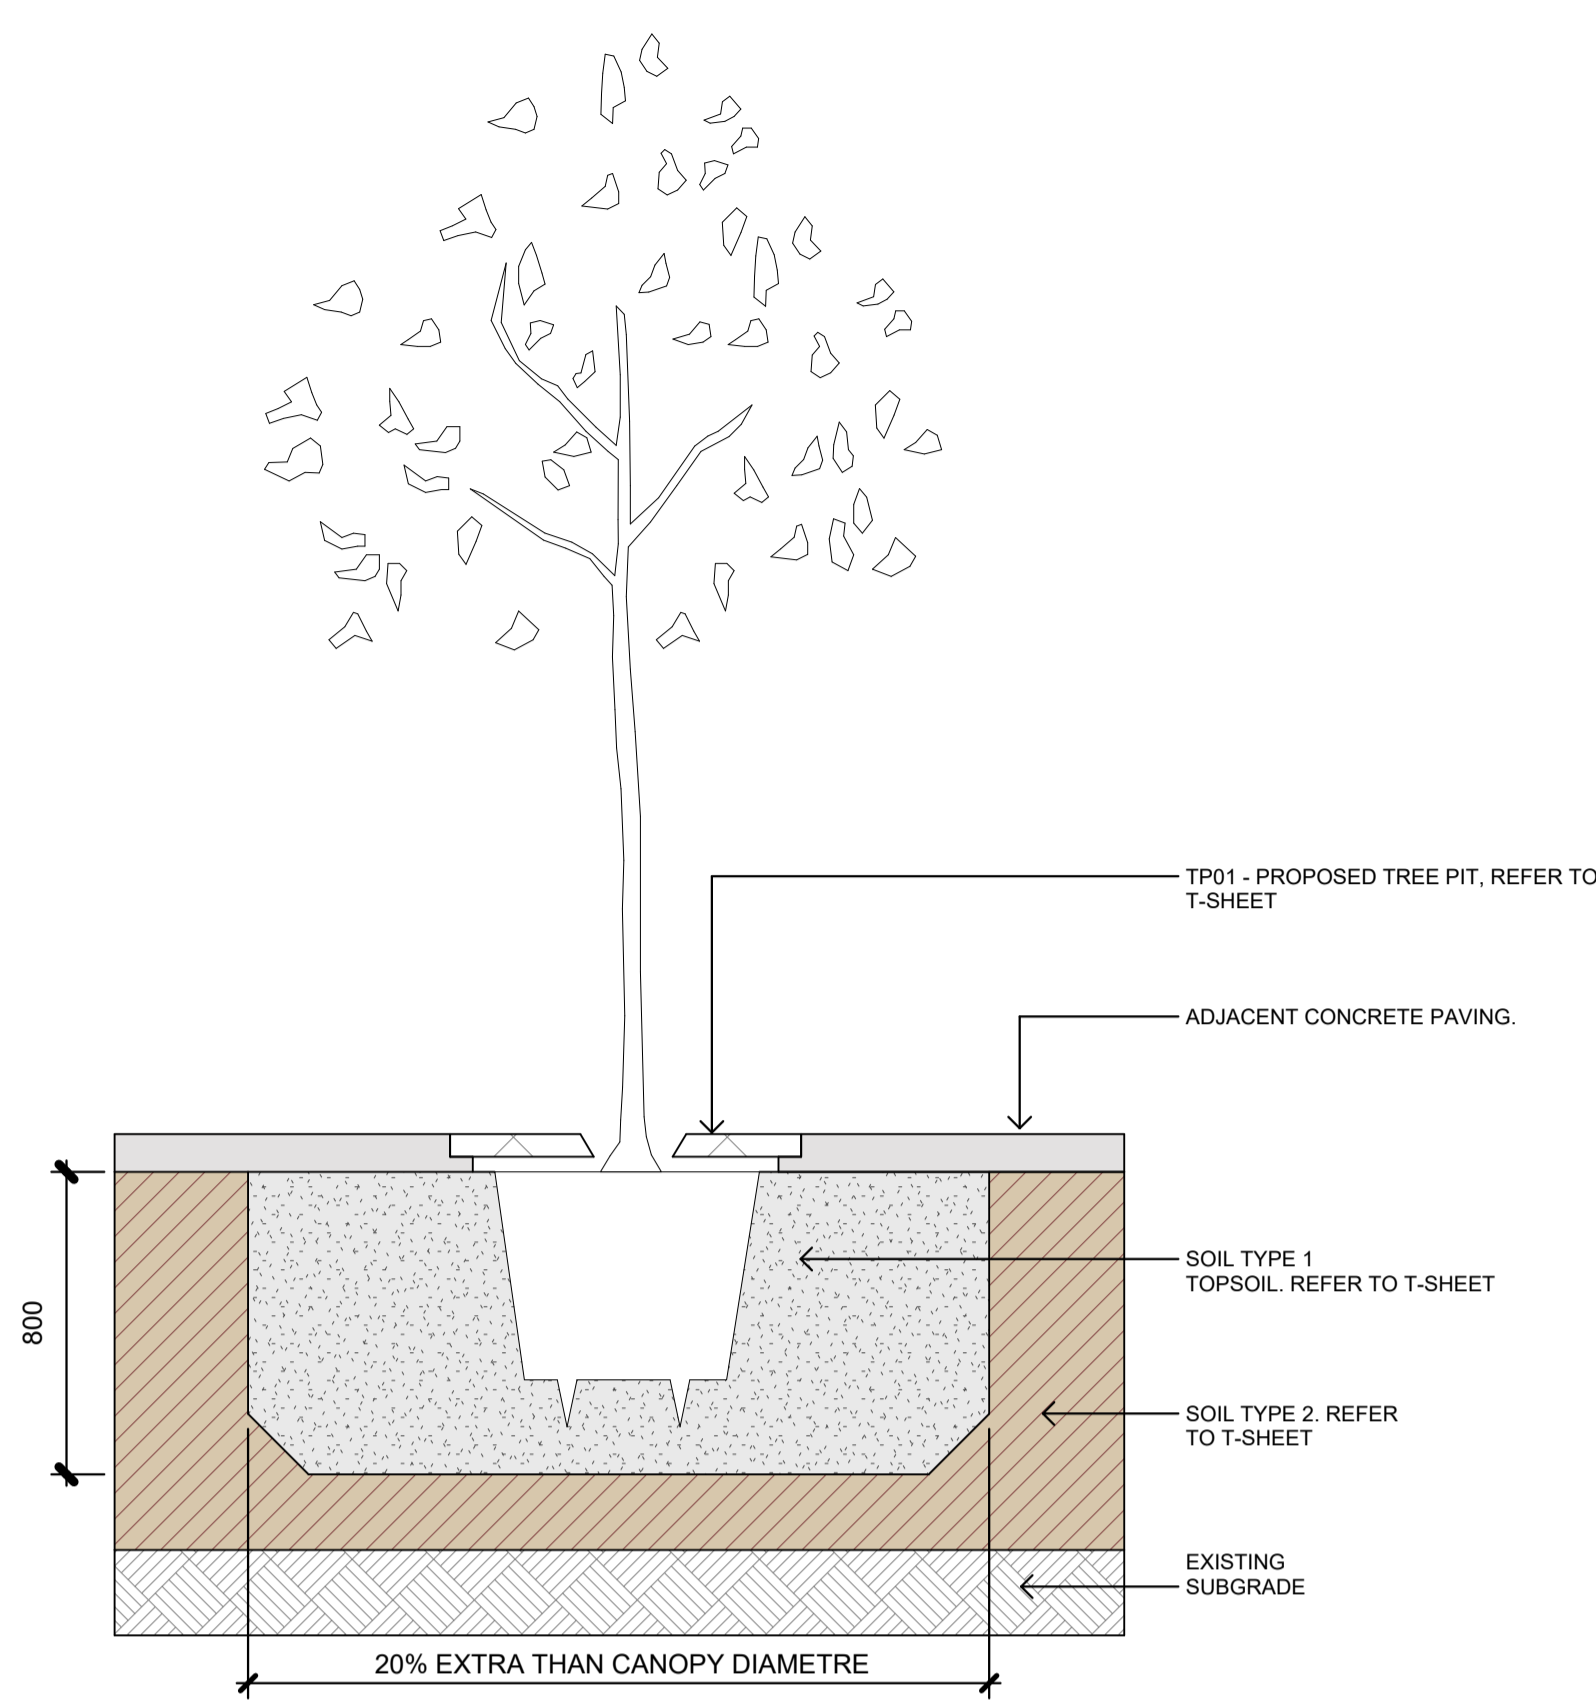 TP01 - PROPOSED TREE PIT, REFER TO
T-SHEET
ADJACENT CONCRETE PAVING.
SOIL TYPE 1
TOPSOIL. REFER TO T-SHEET
800
SOIL TYPE 2. REFER
TO T-SHEET
EXISTING
SUBGRADE
20% EXTRA THAN CANOPY DIAMETRE